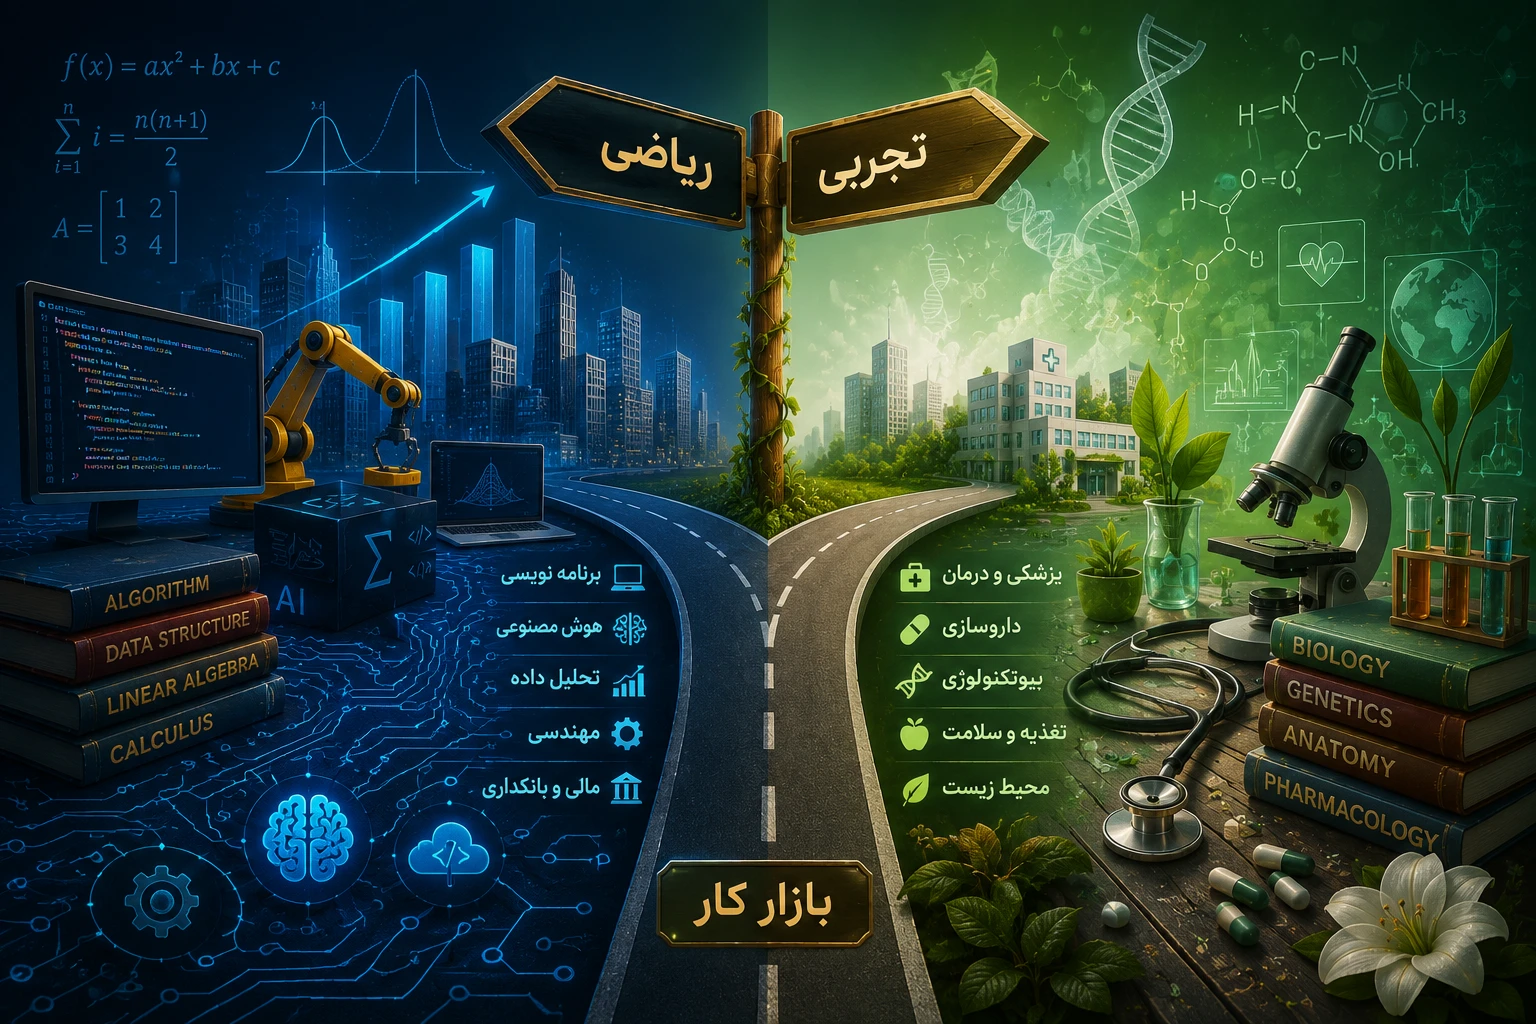 ریاضی
تجربی
f(x) = ax² + bx + c
n
∑ i = n(n+1)/2
i=1
A = [1 2
3 4]
C—N
H—N
H
CH₃
C—N
OH
O=O
H
O
O
O
AI
∑
</>
ALGORITHM
DATA STRUCTURE
LINEAR ALGEBRA
CALCULUS
برنامه نویسی
هوش مصنوعی
تحلیل داده
مهندسی
مالی و بانکداری
پزشکی و درمان
داروسازی
بیوتکنولوژی
تغذیه و سلامت
محیط زیست
BIOLOGY
GENETICS
ANATOMY
PHARMACOLOGY
بازار کار